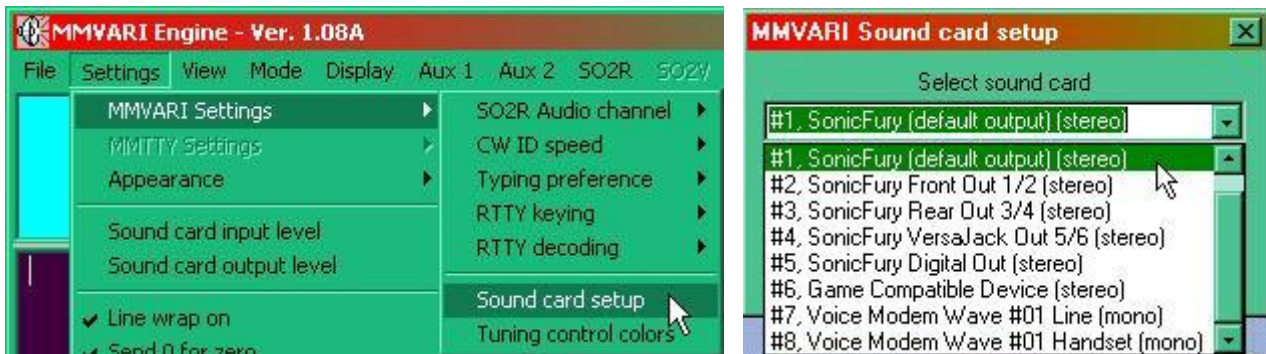 MMVARI Engine - Ver. 1.08A
File Settings View Mode Display Aux 1 Aux 2 SO2R SO2V
MMVARI Settings
MMTTY Settings
Appearance
Sound card input level
Sound card output level
Line wrap on
Send 0 for zero
SO2R Audio channel
CW ID speed
Typing preference
RTTY keying
RTTY decoding
Sound card setup
Tuning control colors
MMVARI Sound card setup
Select sound card
#1, SonicFury (default output) (stereo)
#1, SonicFury (default output) (stereo)
#2, SonicFury Front Out 1/2 (stereo)
#3, SonicFury Rear Out 3/4 (stereo)
#4, SonicFury VersaJack Out 5/6 (stereo)
#5, SonicFury Digital Out (stereo)
#6, Game Compatible Device (stereo)
#7, Voice Modem Wave #01 Line (mono)
#8, Voice Modem Wave #01 Handset (mono)